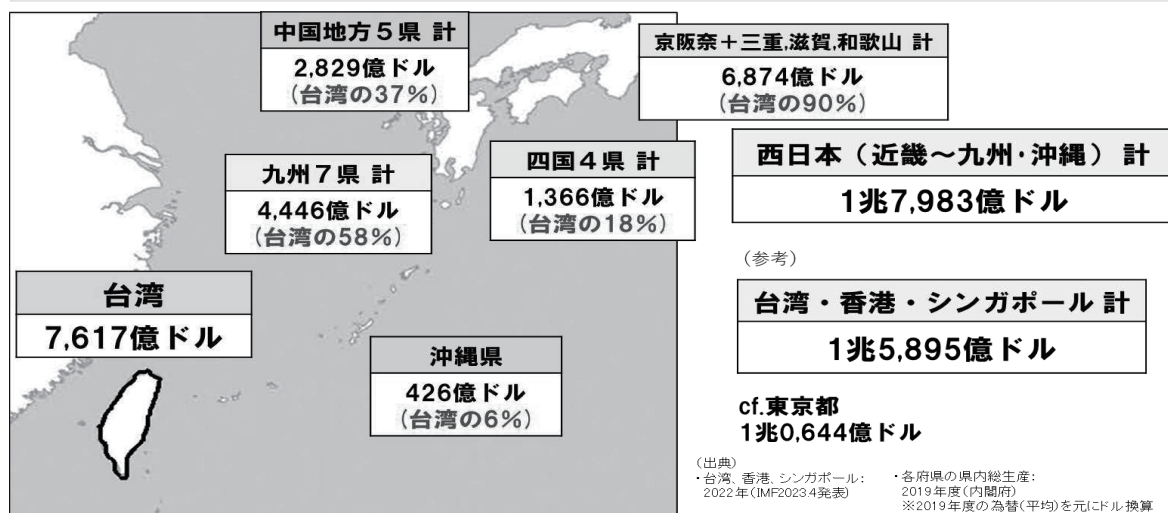 中国地方5県 計
2,829億ドル
(台湾の37%)
京阪奈+三重,滋賀,和歌山 計
6,874億ドル
(台湾の90%)
西日本（近畿～九州・沖縄）計
1兆7,983億ドル
九州7県 計
4,446億ドル
(台湾の58%)
四国4県 計
1,366億ドル
(台湾の18%)
（参考）
台湾・香港・シンガポール 計
1兆5,895億ドル
台湾
7,617億ドル
沖縄県
426億ドル
(台湾の6%)
cf.東京都
1兆0,644億ドル
（出典）
・台湾、香港、シンガポール：
2022年(IMF2023.4発表)
・各府県の県内総生産：
2019年度(内閣府)
※2019年度の為替(平均)を元にドル換算